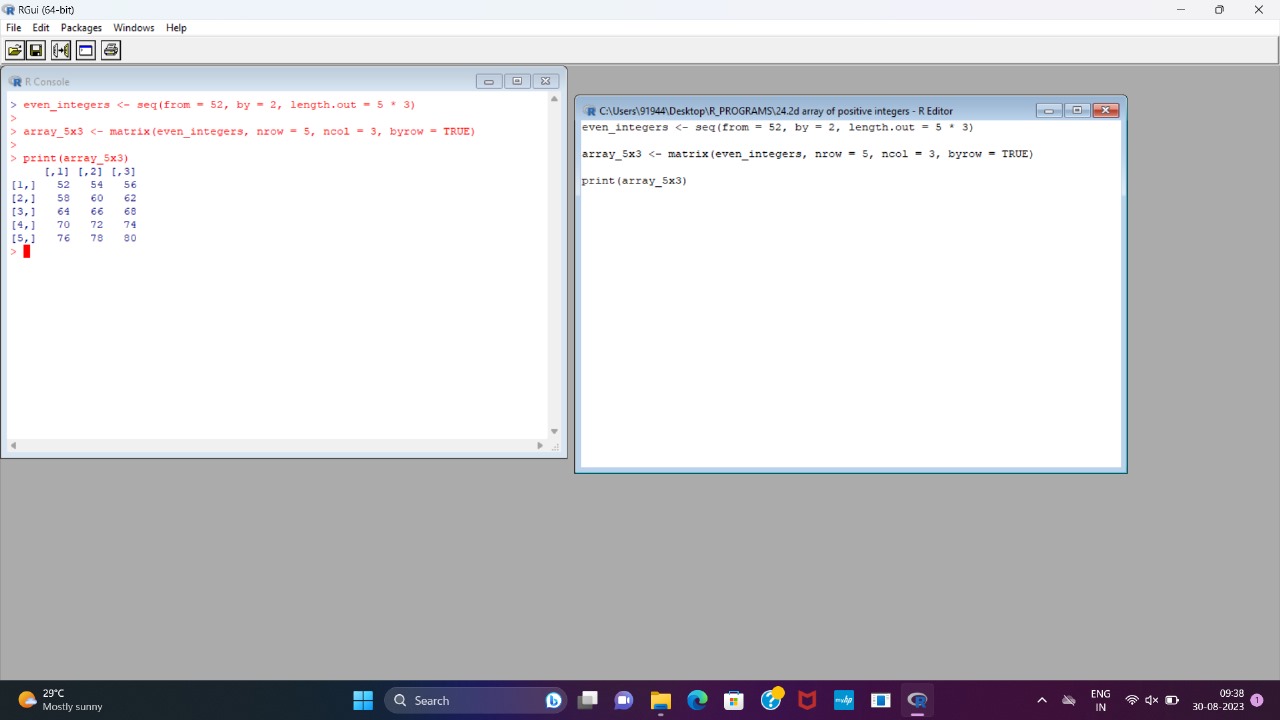 RGui (64-bit)
File Edit Packages Windows Help
R Console
> even_integers <- seq(from = 52, by = 2, length.out = 5 * 3)
>
> array_5x3 <- matrix(even_integers, nrow = 5, ncol = 3, byrow = TRUE)
>
> print(array_5x3)
     [,1] [,2] [,3]
[1,]   52   54   56
[2,]   58   60   62
[3,]   64   66   68
[4,]   70   72   74
[5,]   76   78   80
>
C:\Users\91944\Desktop\R_PROGRAMS\24.2d array of positive integers - R Editor
even_integers <- seq(from = 52, by = 2, length.out = 5 * 3)
array_5x3 <- matrix(even_integers, nrow = 5, ncol = 3, byrow = TRUE)
print(array_5x3)
29°C
Mostly sunny
Search
ENG
IN
09:38
30-08-2023
1